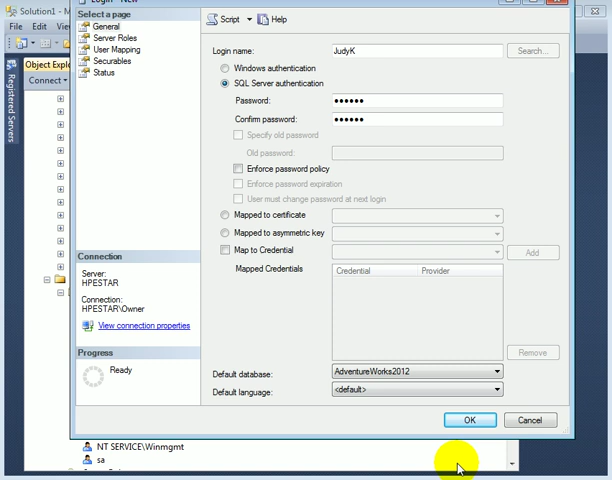 Solution1 - M
Login - New
File Edit View
Object Explo
Connect
Registered Servers
NT SERVICE\Winmgmt
sa
Select a page
General
Server Roles
User Mapping
Securables
Status
Connection
Server:
HPESTAR
Connection:
HPESTAR\Owner
View connection properties
Progress
Ready
Script Help
Login name: JudyK Search...
Windows authentication
SQL Server authentication
Password: ••••••
Confirm password: ••••••
Specify old password
Old password:
Enforce password policy
Enforce password expiration
User must change password at next login
Mapped to certificate
Mapped to asymmetric key
Map to Credential Add
Mapped Credentials Credential Provider
Remove
Default database: AdventureWorks2012
Default language: <default>
OK Cancel